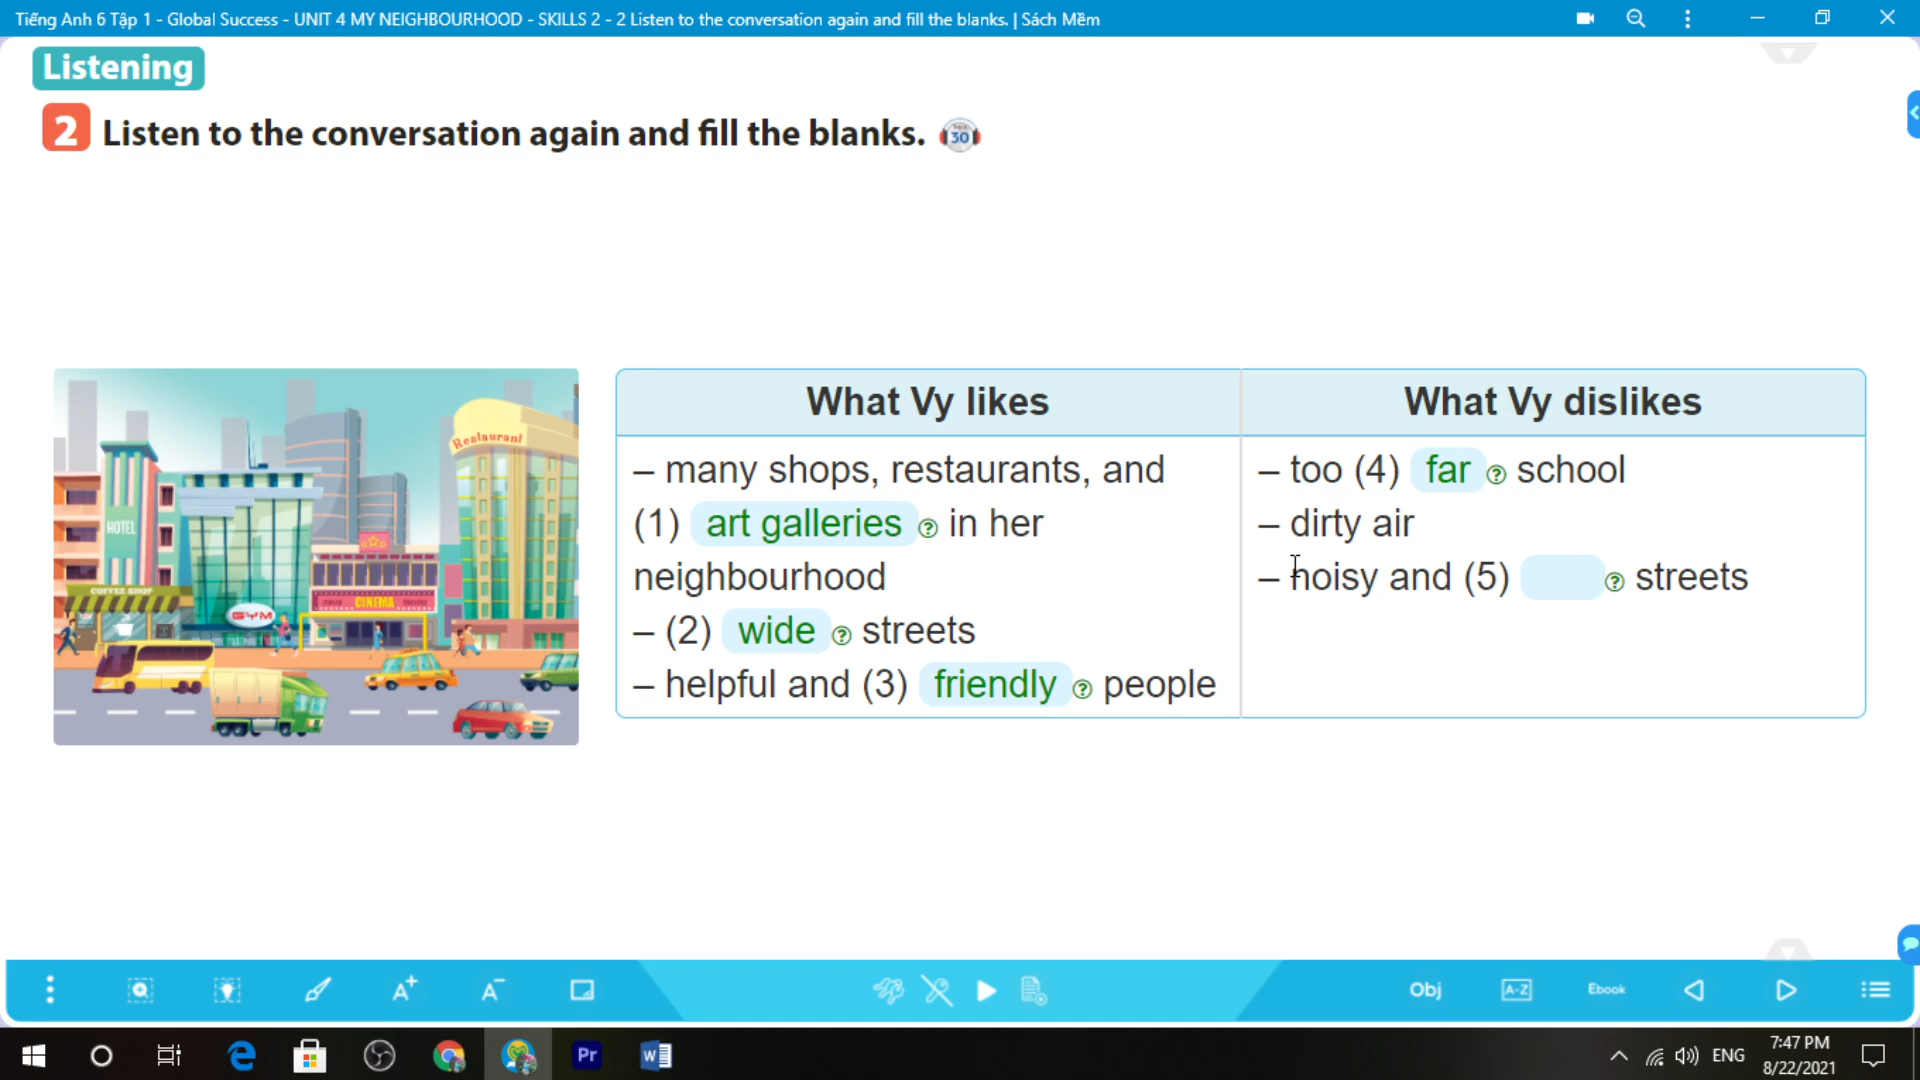 Tiếng Anh 6 Tập 1 - Global Success - UNIT 4 MY NEIGHBOURHOOD - SKILLS 2 - 2 Listen to the conversation again and fill the blanks. | Sách Mềm
Listening
2 Listen to the conversation again and fill the blanks. 30
HOTEL
COFFEE SHOP
GYM
CINEMA
Restaurant
What Vy likes
– many shops, restaurants, and
(1) art galleries ? in her
neighbourhood
– (2) wide ? streets
– helpful and (3) friendly ? people
What Vy dislikes
– too (4) far ? school
– dirty air
– noisy and (5) ? streets
A+
A-
Obj
A-Z
Ebook
Pr
W
ENG
7:47 PM
8/22/2021